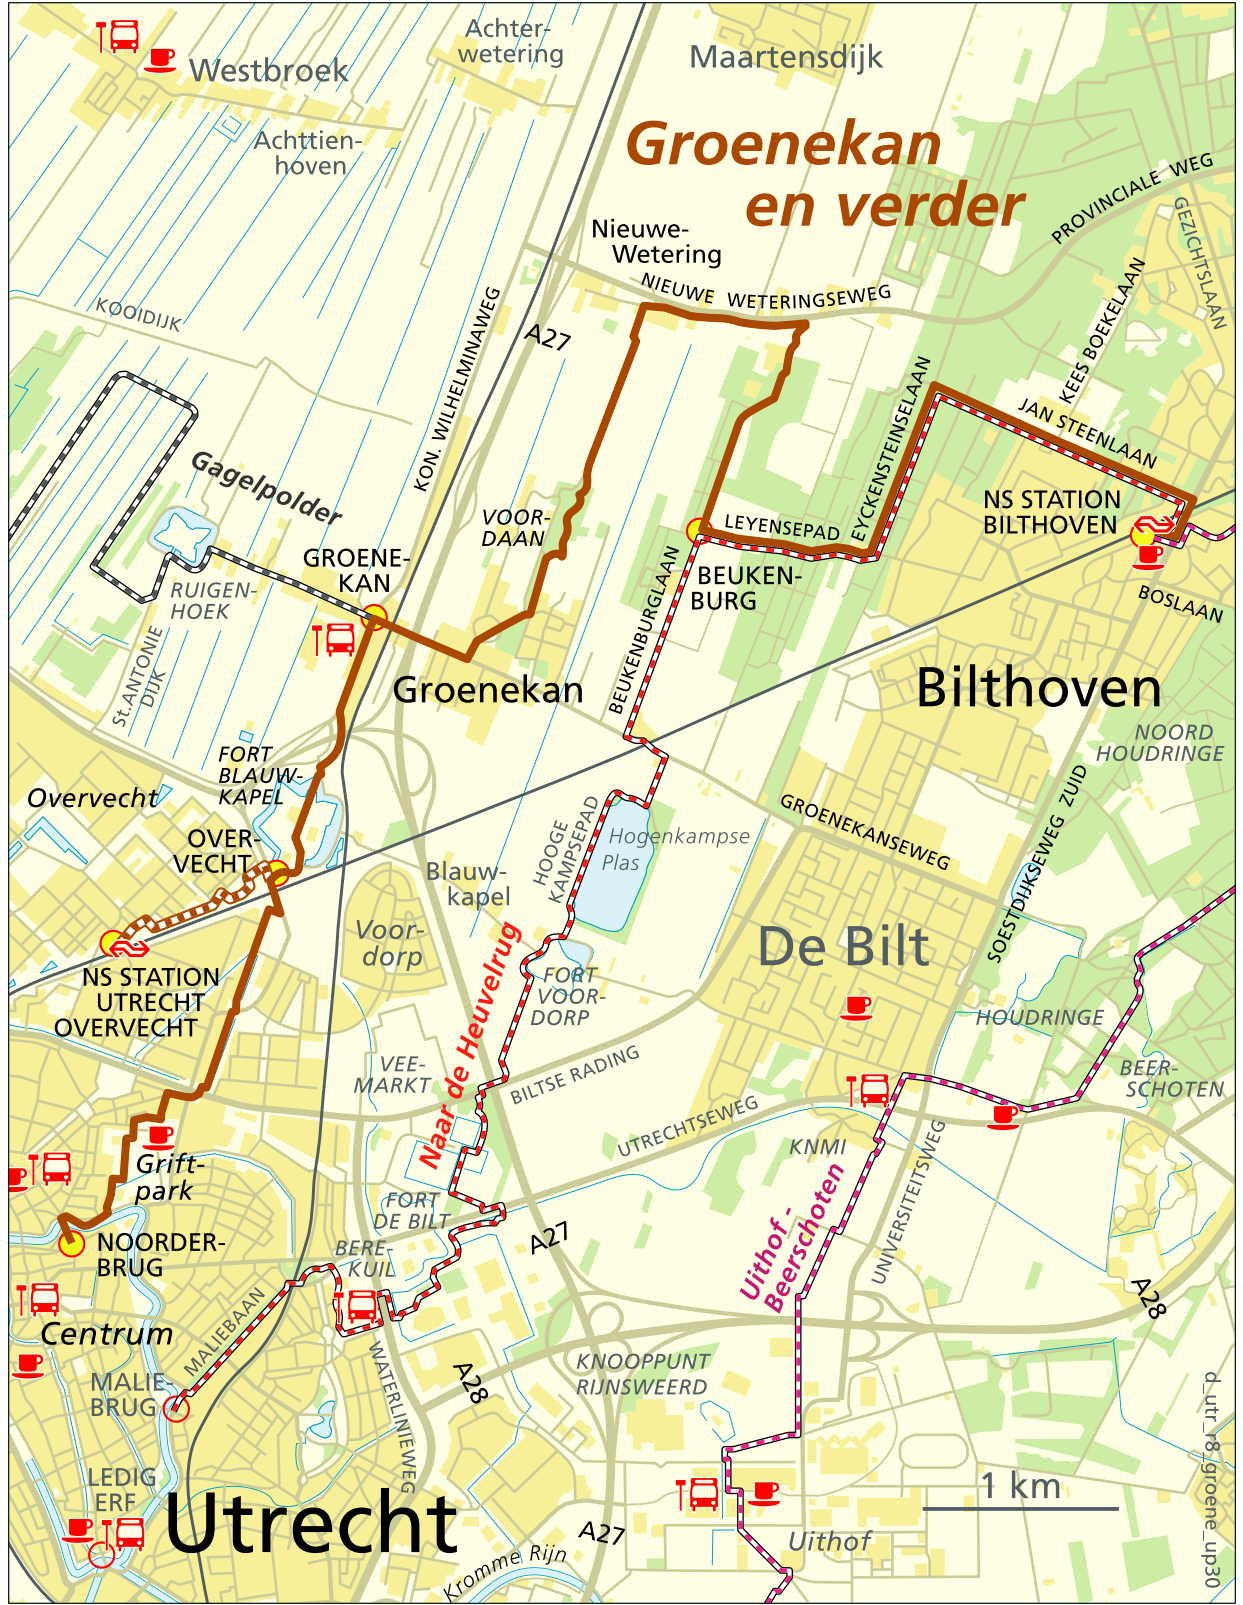 Achter-
wetering
Maartensdijk
Westbroek
Achttien-
hoven
Groenekan
en verder
PROVINCIALE WEG
GEZICHTSLAAN
Nieuwe-
Wetering
NIEUWE WETERINGSEWEG
KOOIDIJK
KON. WILHELMINAWEG
A27
KEES BOEKELAAN
JAN STEENLAAN
EYCKENSTEINSELAAN
Gagelpolder
VOOR-
DAAN
LEYENSEPAD
NS STATION
BILTHOVEN
GROENE-
KAN
RUIGEN-
HOEK
BEUKEN-
BURG
BOSLAAN
BEUKENBURGLAAN
St.ANTONIE
DIJK
Groenekan
Bilthoven
NOORD
HOUDRINGE
FORT
BLAUW-
KAPEL
Overvecht
OVER-
VECHT
HOOGE
KAMPSEPAD
Hogenkampse
Plas
GROENEKANSEWEG
SOESTDIJKSEWEG ZUID
Blauw-
kapel
Voor-
dorp
De Bilt
NS STATION
UTRECHT
OVERVECHT
Naar de Heuvelrug
FORT
VOOR-
DORP
HOUDRINGE
VEE-
MARKT
BILTSE RADING
BEER-
SCHOTEN
UTRECHTSEWEG
KNMI
UNIVERSITEITSWEG
Grift-
park
FORT
DE BILT
Uithof -
Beerschoten
NOORDER-
BRUG
BERE-
KUIL
A27
A28
Centrum
MALIEBAAN
WATERLINIEWEG
MALIE-
BRUG
A28
KNOOPPUNT
RIJNSWEERD
LEDIG
ERF
Utrecht
1 km
A27
Uithof
Kromme Rijn
d_utr_r8_groene_up30